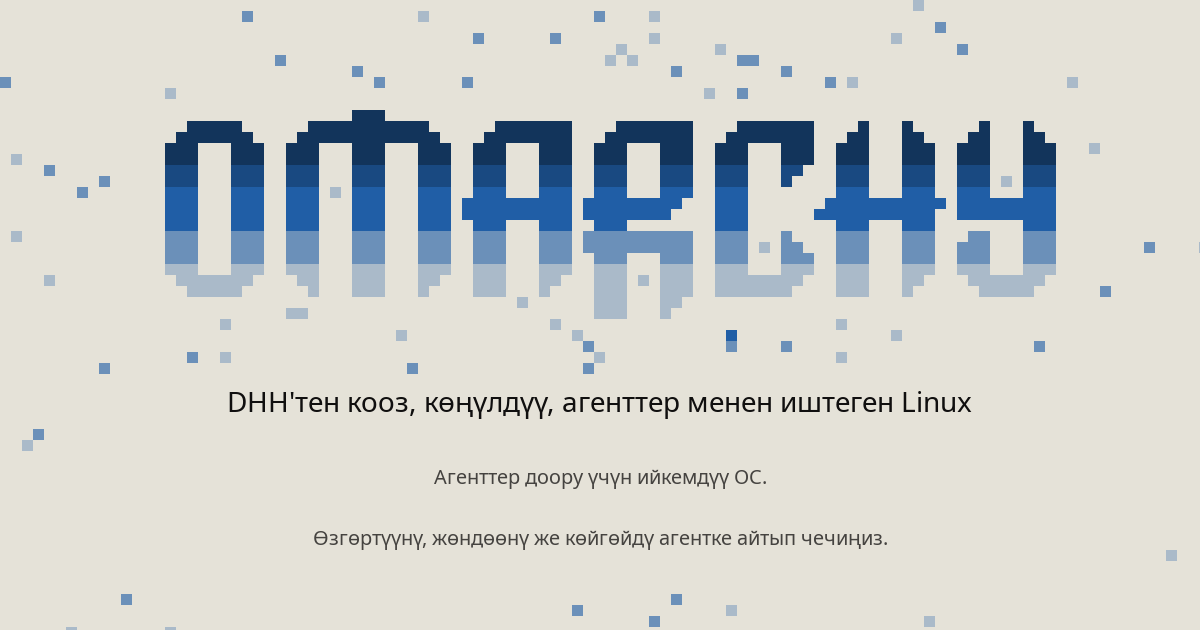 OMARCHY
DHH'тен кооз, көңүлдүү, агенттер менен иштеген Linux
Агенттер доору үчүн ийкемдүү ОС.
Өзгөртүүнү, жөндөөнү же көйгөйдү агентке айтып чечиңиз.